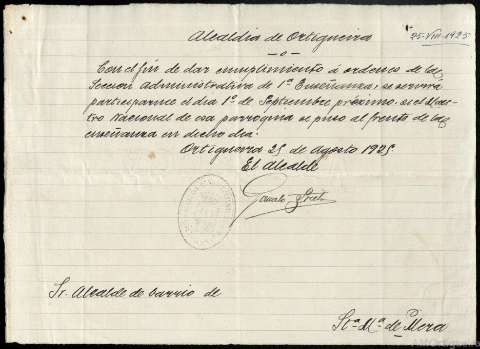 Alcaldia de Ortigueira
25-VIII-1925
Con el fin de dar cumplimiento á ordenes de la
Sección Administrativa de 1ª Enseñanza, se servira
participarme el dia 1º de Septiembre próximo, si el Maes
tro Nacional de esa parroquia se puso al frente de la
enseñanza en dicho dia.
Ortigueira 25 de agosto 1925.
El Alcalde
Sr. Alcalde de barrio de
Stª Mª de Mera